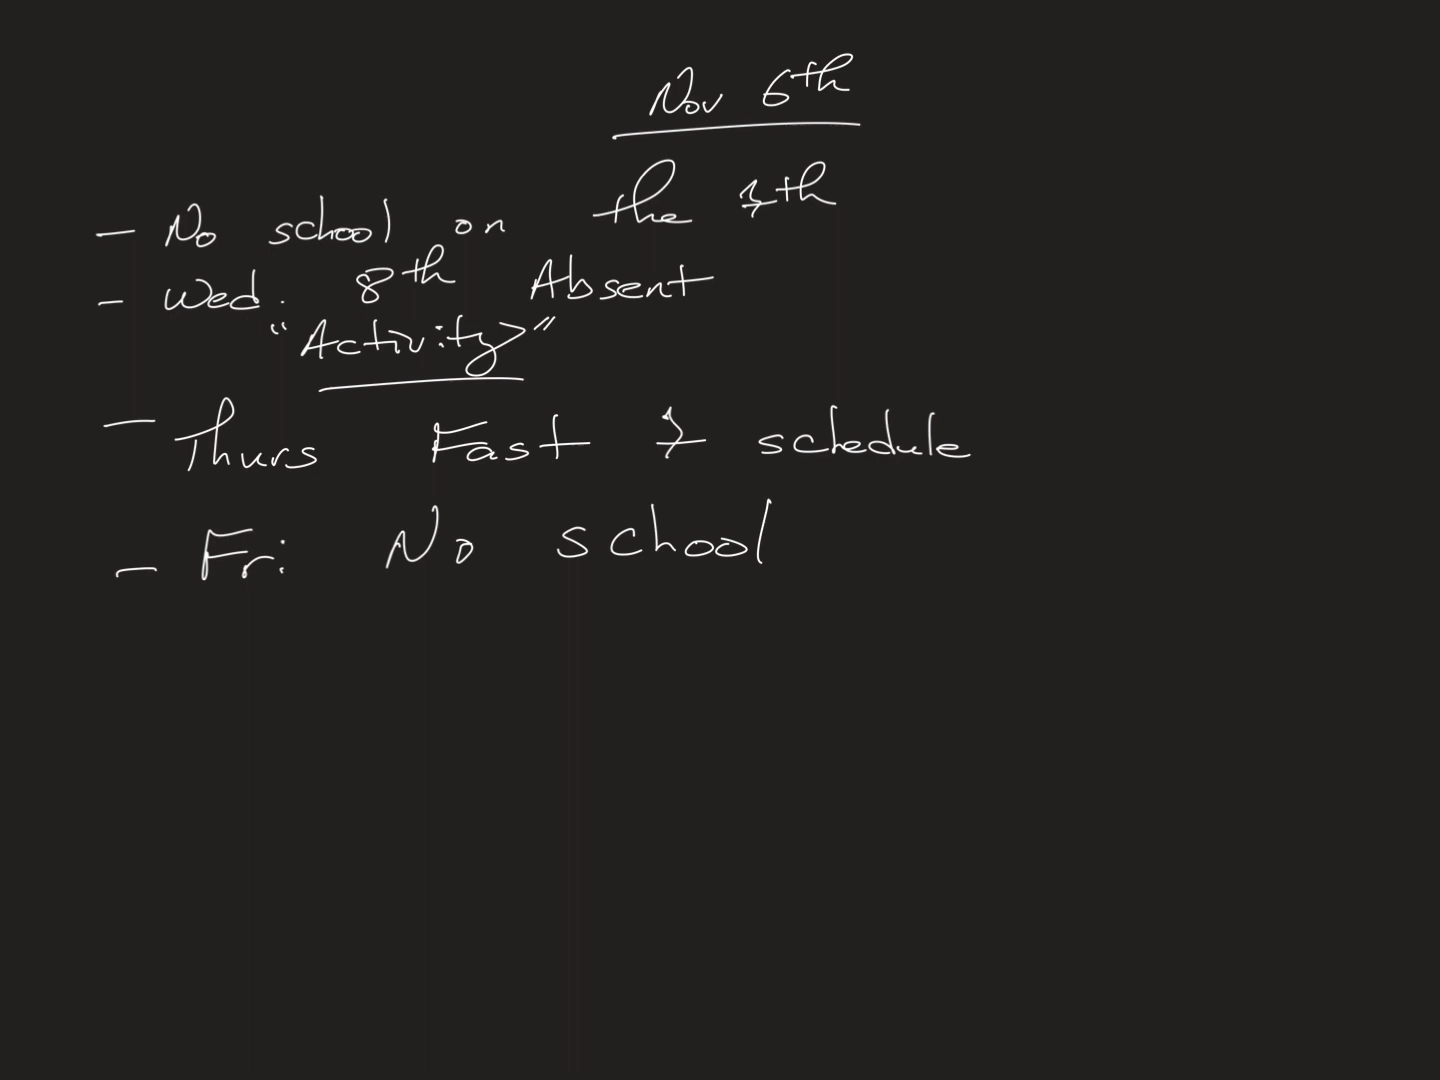 Nov 6th
- No school on the 7th
- Wed. 8th Absent
"Activity"
- Thurs Fast 7 schedule
- Fri No school